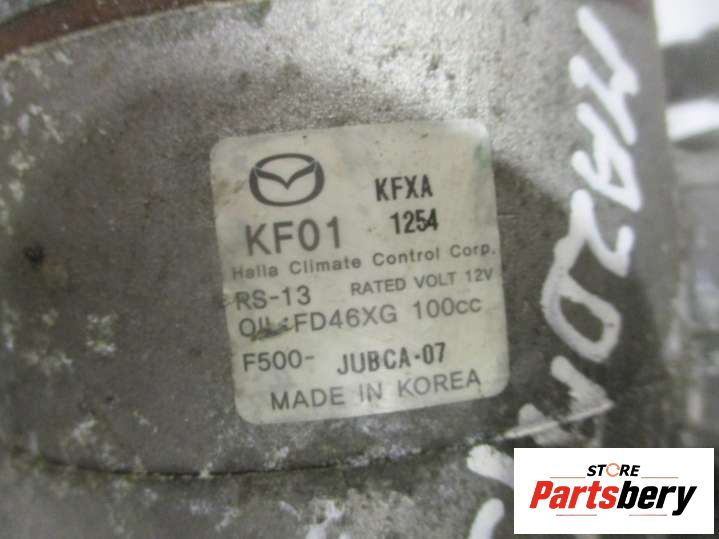 KFXA
KF01 1254
Halla Climate Control Corp.
RS-13 RATED VOLT 12V
OIL:FD46XG 100cc
F500- JUBCA-07
MADE IN KOREA
STORE
Partsbery